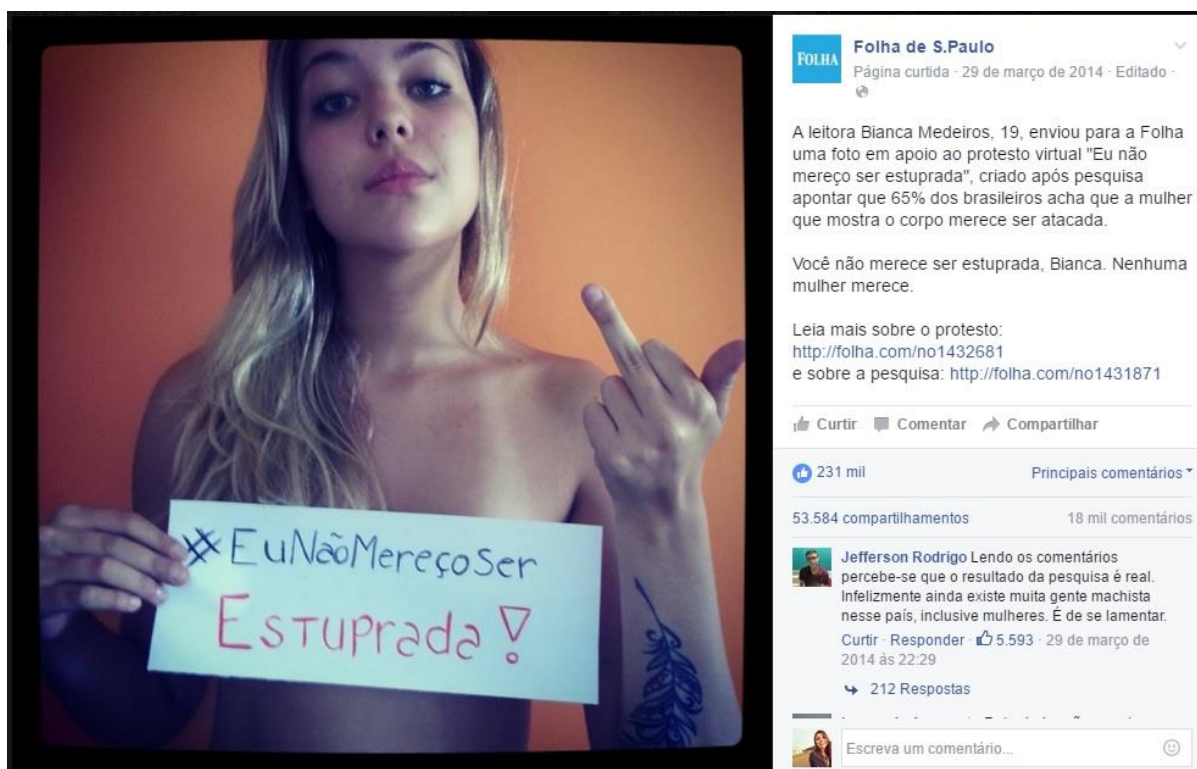 #EuNãoMereçoSer
Estuprada!
FOLHA
Folha de S.Paulo
Página curtida · 29 de março de 2014 · Editado ·
A leitora Bianca Medeiros, 19, enviou para a Folha
uma foto em apoio ao protesto virtual "Eu não
mereço ser estuprada", criado após pesquisa
apontar que 65% dos brasileiros acha que a mulher
que mostra o corpo merece ser atacada.
Você não merece ser estuprada, Bianca. Nenhuma
mulher merece.
Leia mais sobre o protesto:
http://folha.com/no1432681
e sobre a pesquisa: http://folha.com/no1431871
Curtir Comentar Compartilhar
231 mil Principais comentários
53.584 compartilhamentos 18 mil comentários
Jefferson Rodrigo Lendo os comentários
percebe-se que o resultado da pesquisa é real.
Infelizmente ainda existe muita gente machista
nesse país, inclusive mulheres. É de se lamentar.
Curtir · Responder · 5.593 · 29 de março de
2014 às 22:29
212 Respostas
Escreva um comentário...